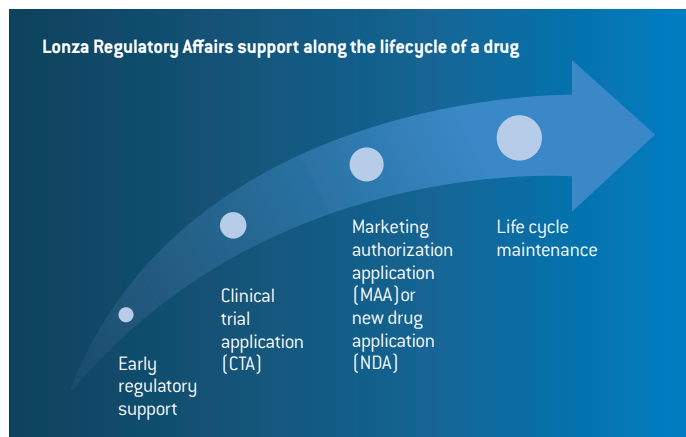 Lonza Regulatory Affairs support along the lifecycle of a drug
Early
regulatory
support
Clinical
trial
application
(CTA)
Marketing
authorization
application
(MAA)or
new drug
application
(NDA)
Life cycle
maintenance